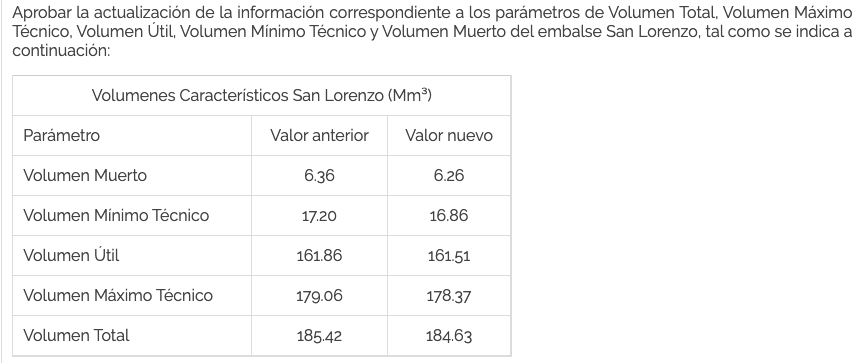 Aprobar la actualización de la información correspondiente a los parámetros de Volumen Total, Volumen Máximo
Técnico, Volumen Útil, Volumen Mínimo Técnico y Volumen Muerto del embalse San Lorenzo, tal como se indica a
continuación:
Volumenes Característicos San Lorenzo (Mm³)
Parámetro Valor anterior Valor nuevo
Volumen Muerto 6.36 6.26
Volumen Mínimo Técnico 17.20 16.86
Volumen Útil 161.86 161.51
Volumen Máximo Técnico 179.06 178.37
Volumen Total 185.42 184.63